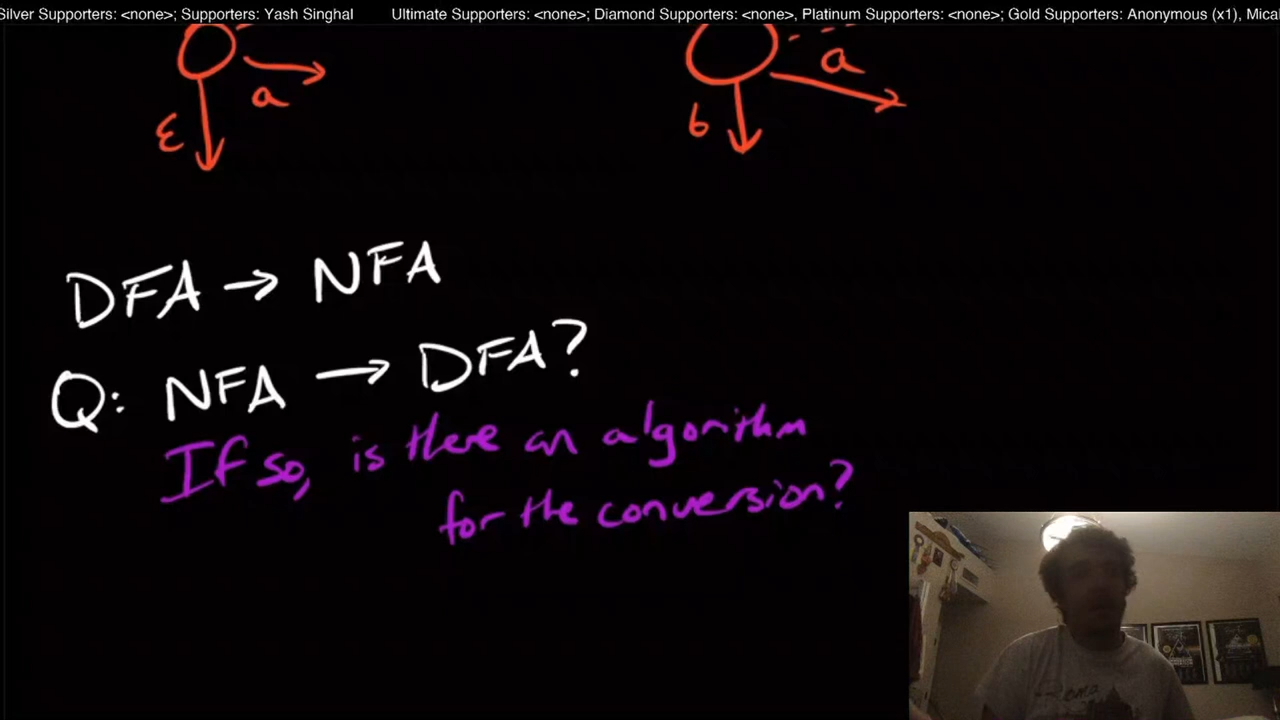 Silver Supporters: <none>; Supporters: Yash Singhal Ultimate Supporters: <none>; Diamond Supporters: <none>, Platinum Supporters: <none>; Gold Supporters: Anonymous (x1), Mica
a
a
ε
b
DFA → NFA
Q: NFA → DFA?
If so, is there an algorithm
for the conversion?